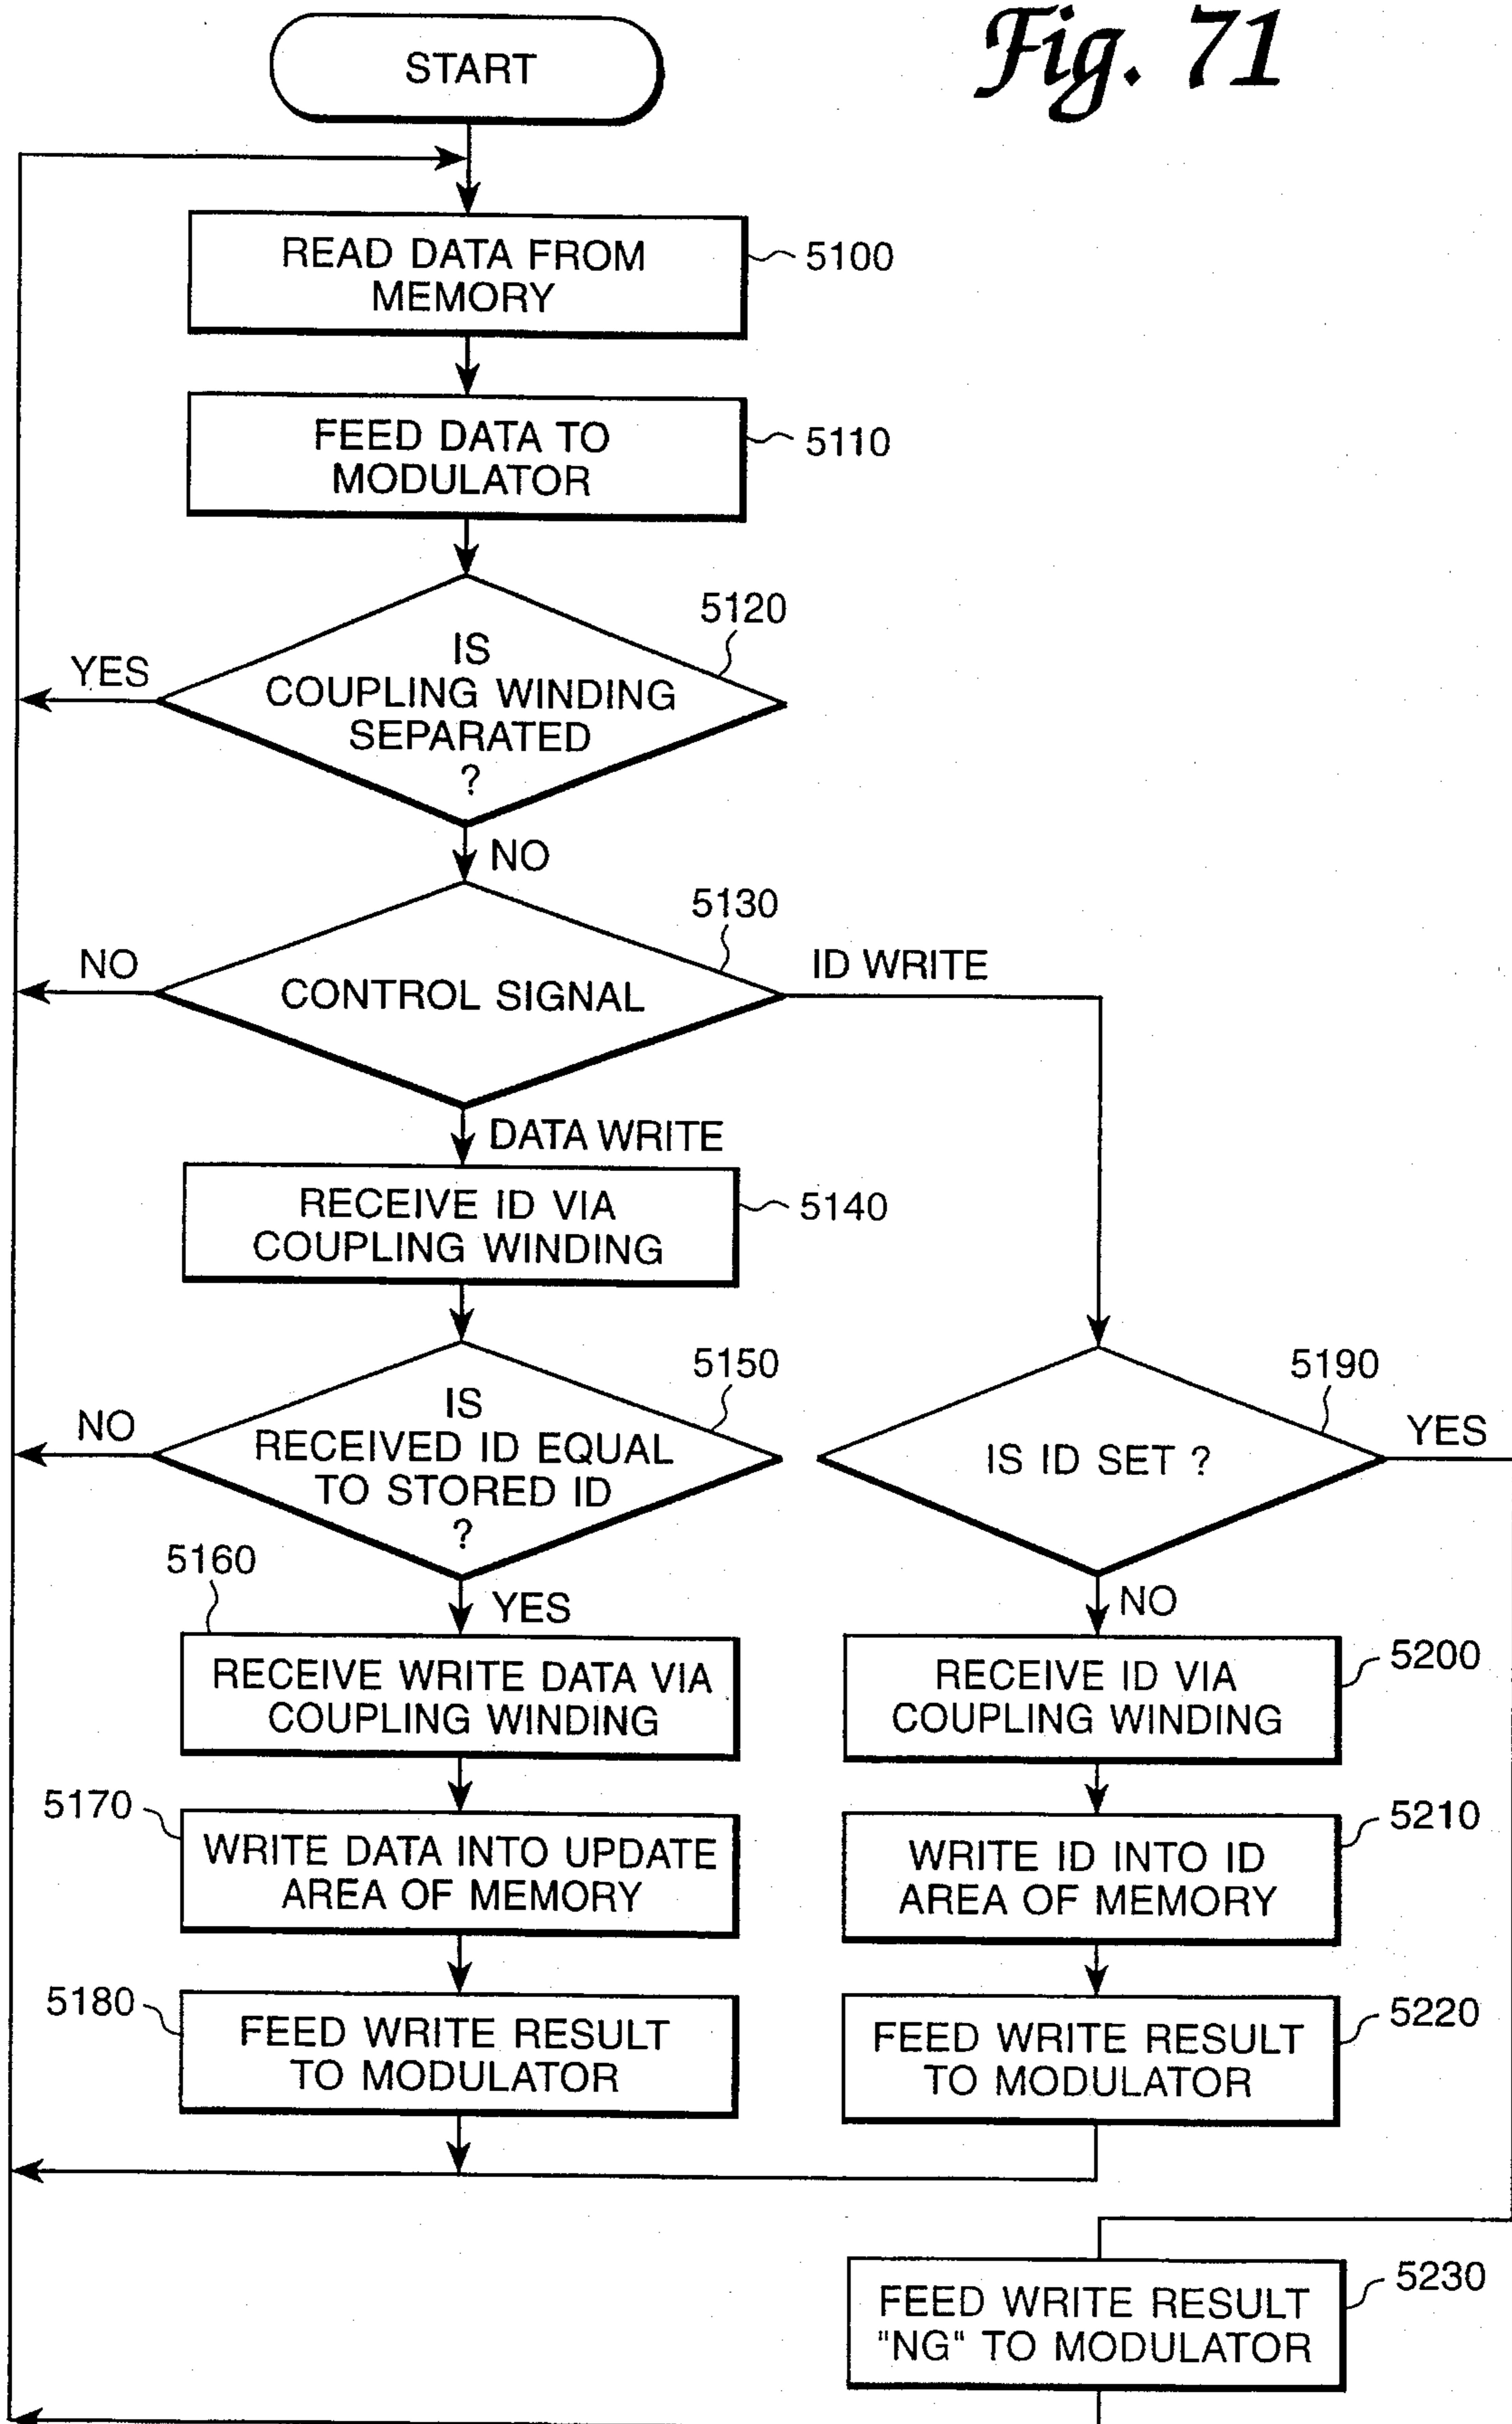 Fig. 71
START
READ DATA FROM
MEMORY
5100
FEED DATA TO
MODULATOR
5110
5120
IS
COUPLING WINDING
SEPARATED
?
YES
NO
5130
CONTROL SIGNAL
NO
ID WRITE
DATA WRITE
RECEIVE ID VIA
COUPLING WINDING
5140
5150
IS
RECEIVED ID EQUAL
TO STORED ID
?
NO
YES
5190
IS ID SET ?
YES
NO
5160
RECEIVE WRITE DATA VIA
COUPLING WINDING
5170
WRITE DATA INTO UPDATE
AREA OF MEMORY
5180
FEED WRITE RESULT
TO MODULATOR
RECEIVE ID VIA
COUPLING WINDING
5200
WRITE ID INTO ID
AREA OF MEMORY
5210
FEED WRITE RESULT
TO MODULATOR
5220
FEED WRITE RESULT
"NG" TO MODULATOR
5230